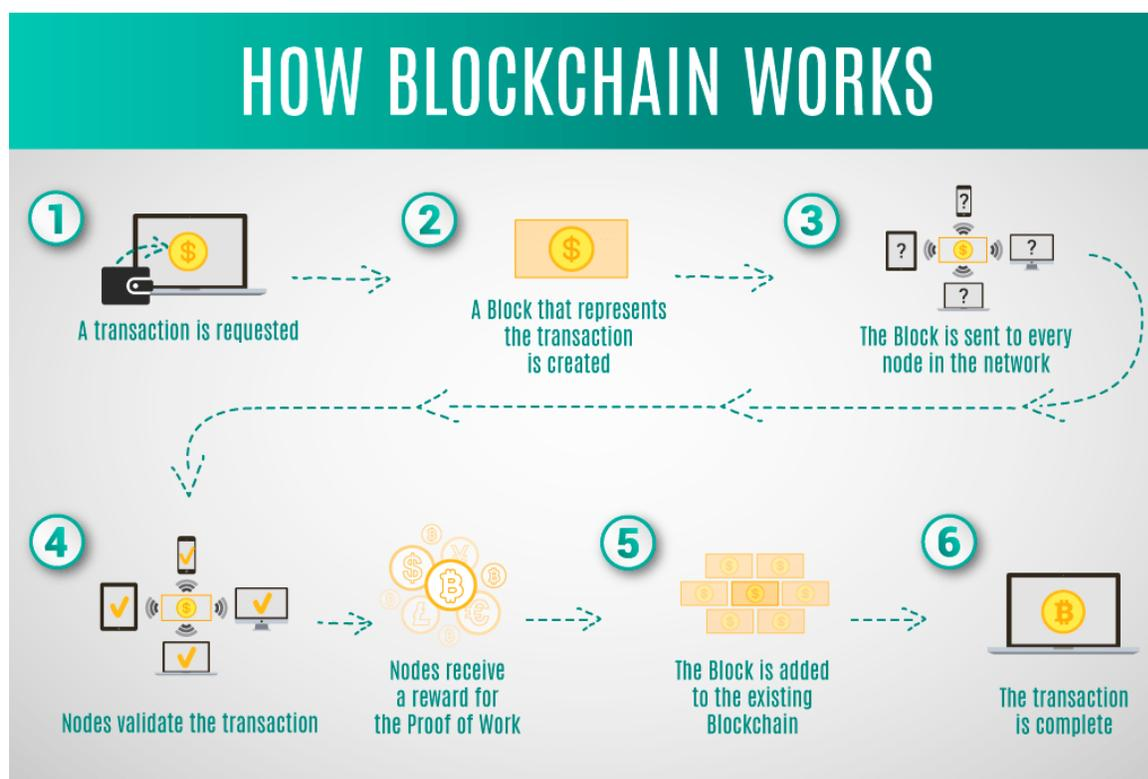 HOW BLOCKCHAIN WORKS
1
A transaction is requested
2
A Block that represents
the transaction
is created
3
The Block is sent to every
node in the network
4
Nodes validate the transaction
Nodes receive
a reward for
the Proof of Work
5
The Block is added
to the existing
Blockchain
6
The transaction
is complete